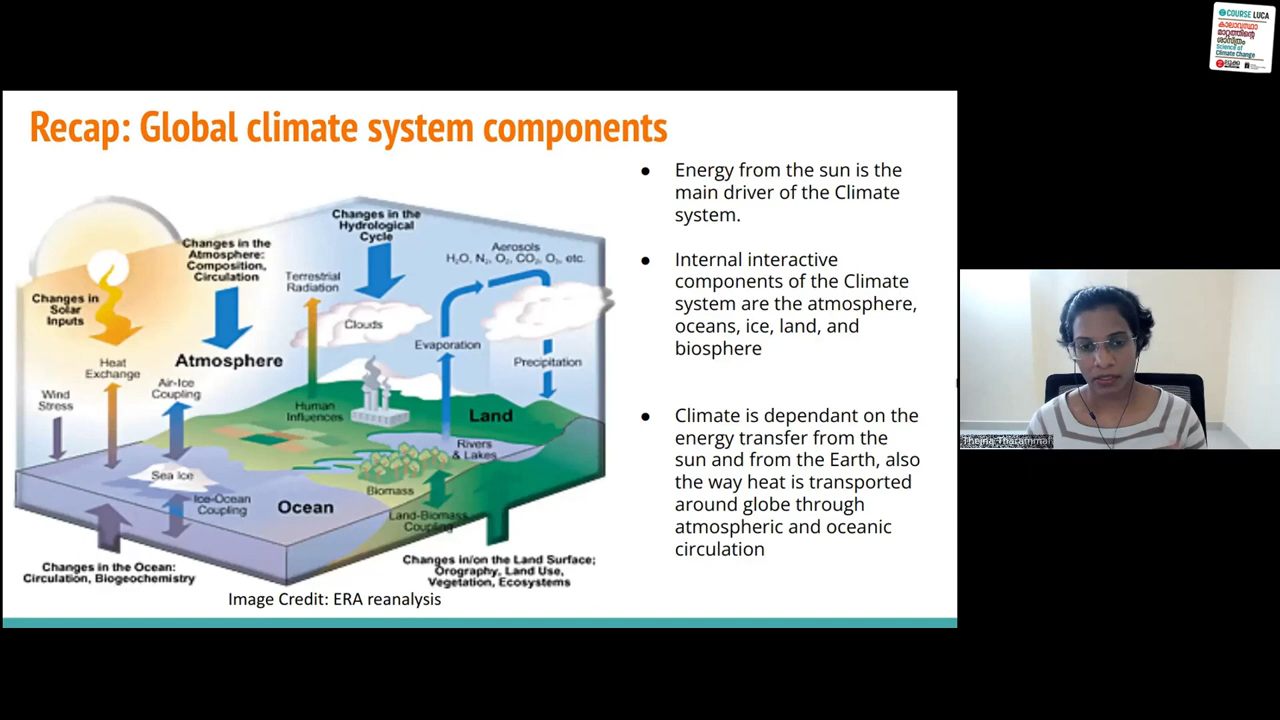 COURSE LUCA
കാലാവസ്ഥാ
മാറ്റത്തിന്റെ
ശാസ്ത്രം
Science of
Climate Change
Recap: Global climate system components
Changes in the
Hydrological
Cycle
Changes in the
Atmosphere:
Composition,
Circulation
Aerosols
H₂O, N₂, O₂, CO₂, O₃, etc.
Terrestrial
Radiation
Changes in
Solar
Inputs
Clouds
Evaporation
Atmosphere
Precipitation
Heat
Exchange
Air-Ice
Coupling
Wind
Stress
Human
Influences
Land
Rivers
& Lakes
Sea Ice
Biomass
Ice-Ocean
Coupling
Ocean
Land-Biomass
Coupling
Changes in the Ocean:
Circulation, Biogeochemistry
Changes in/on the Land Surface;
Orography, Land Use,
Vegetation, Ecosystems
Image Credit: ERA reanalysis
● Energy from the sun is the
main driver of the Climate
system.
● Internal interactive
components of the Climate
system are the atmosphere,
oceans, ice, land, and
biosphere
● Climate is dependant on the
energy transfer from the
sun and from the Earth, also
the way heat is transported
around globe through
atmospheric and oceanic
circulation
Thejna Tharammal